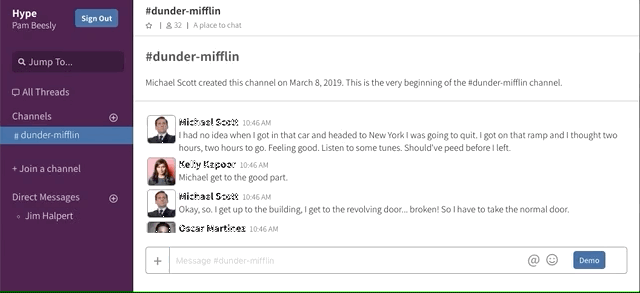 Hype
Pam Beesly
Sign Out
Jump To...
All Threads
Channels
# dunder-mifflin
+ Join a channel
Direct Messages
Jim Halpert
#dunder-mifflin
32 | A place to chat
#dunder-mifflin
Michael Scott created this channel on March 8, 2019. This is the very beginning of the #dunder-mifflin channel.
Michael Scott 10:46 AM
I had no idea when I got in that car and headed to New York I was going to quit. I got on that ramp and I thought two
hours, two hours to go. Feeling good. Listen to some tunes. Should've peed before I left.
Kelly Kapoor 10:46 AM
Michael get to the good part.
Michael Scott 10:46 AM
Okay, so. I get up to the building, I get to the revolving door... broken! So I have to take the normal door.
Oscar Martinez 10:46 AM
+ Message #dunder-mifflin @ Demo